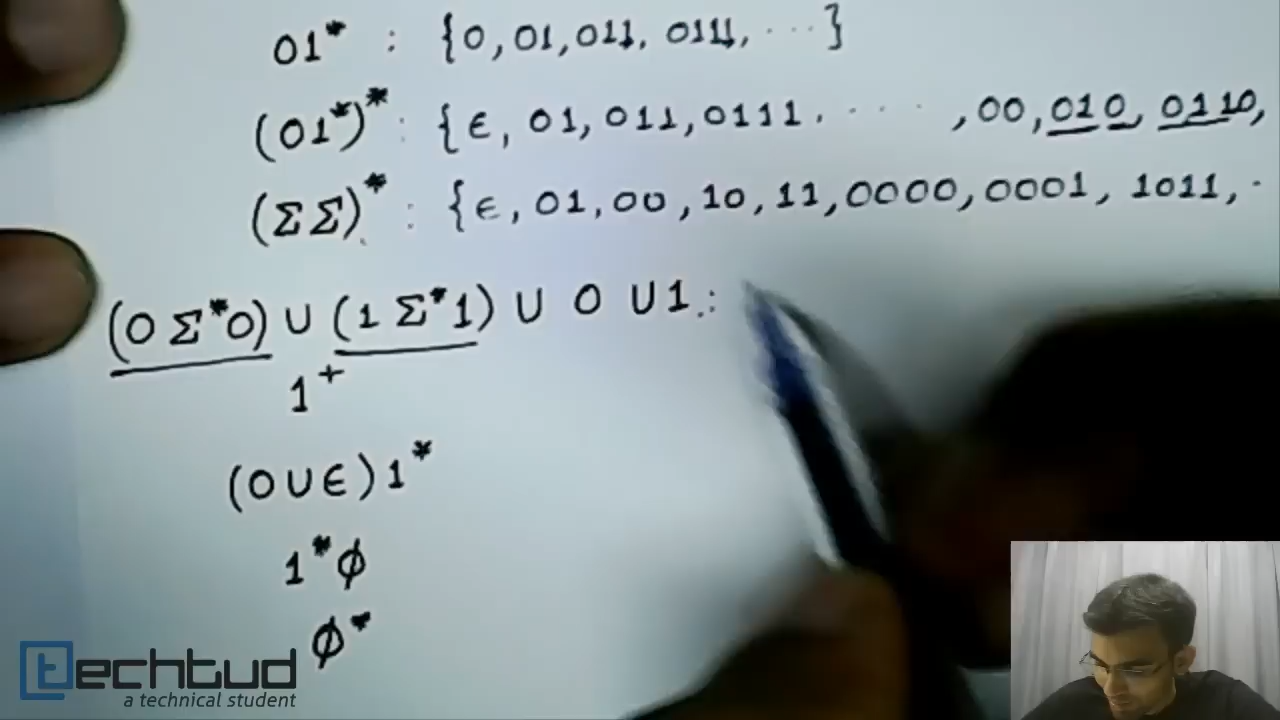 01* : {0, 01, 011, 0111, ··· }
(01*)* : {ϵ, 01, 011, 0111, ··· , 00, 010, 0110,
(ΣΣ)* : {ϵ, 01, 00, 10, 11, 0000, 0001, 1011, ·
(0Σ*0) ∪ (1Σ*1) ∪ 0 ∪ 1 :
1⁺
(0∪ϵ)1*
1*φ
φ*
techtud
a technical student